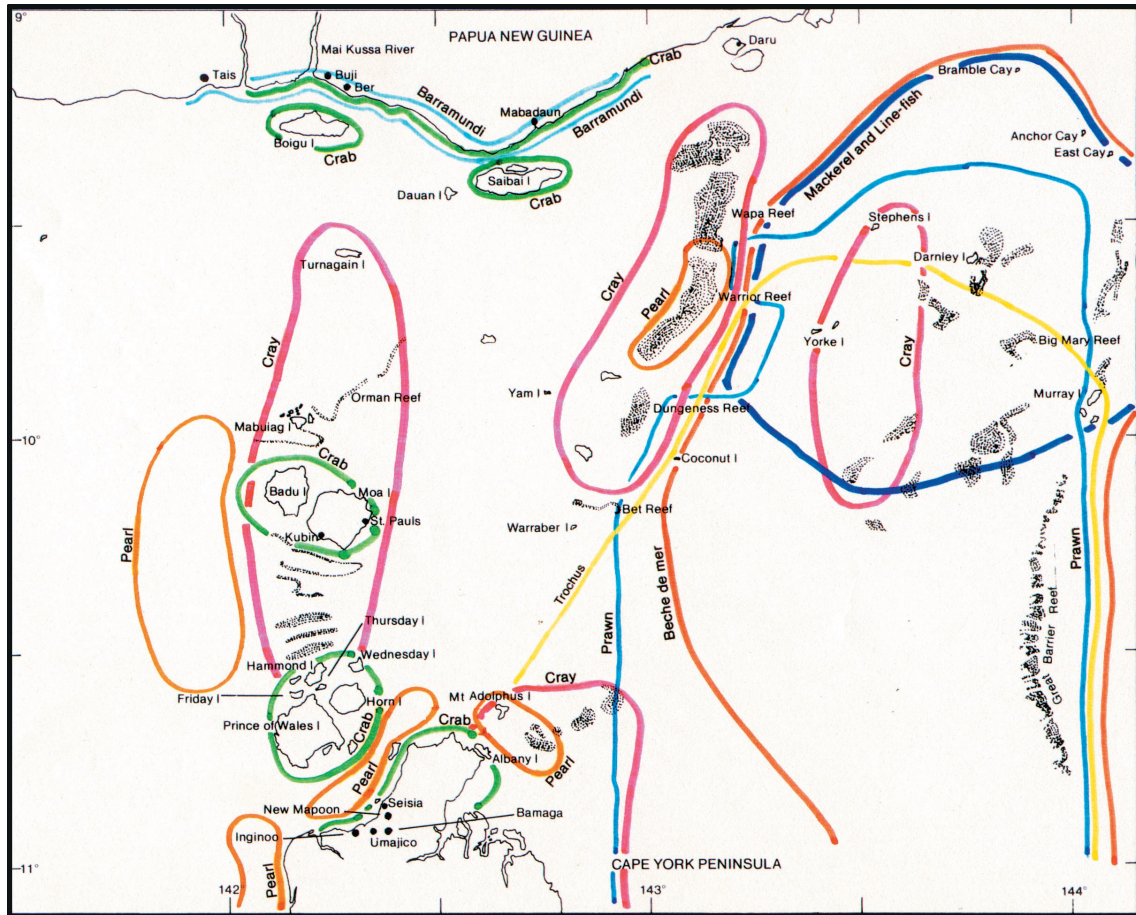 9°
PAPUA NEW GUINEA
Daru
Mai Kussa River
Tais
Buji
Ber
Crab
Bramble Cay
Barramundi
Mabadaun
Barramundi
Mackerel and Line-fish
Anchor Cay
East Cay
Boigu I
Crab
Saibai I
Dauan I
Crab
Wapa Reef
Stephens I
Turnagain I
Cray
Darnley I
Pearl
Warrior Reef
Cray
Yorke I
Cray
Big Mary Reef
Orman Reef
Yam I
Murray I
Dungeness Reef
Mabuiag I
10°
Crab
Coconut I
Badu I
Moa I
St. Pauls
Bet Reef
Kubin
Warraber I
Pearl
Trochus
Prawn
Beche de mer
Prawn
Great Barrier Reef
Thursday I
Hammond I
Wednesday I
Friday I
Horn I
Mt Adolphus I
Cray
Prince of Wales I
Crab
Crab
Albany I
Pearl
Pearl
New Mapoon
Seisia
Bamaga
Inginoo
Umajico
Pearl
CAPE YORK PENINSULA
11°
142°
143°
144°